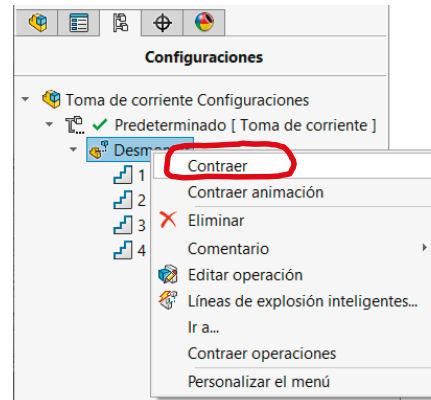 Configuraciones
Toma de corriente Configuraciones
Predeterminado [ Toma de corriente ]
Contraer
1
Contraer animación
2
Eliminar
3
Comentario
4
Editar operación
Líneas de explosión inteligentes...
Ir a...
Contraer operaciones
Personalizar el menú